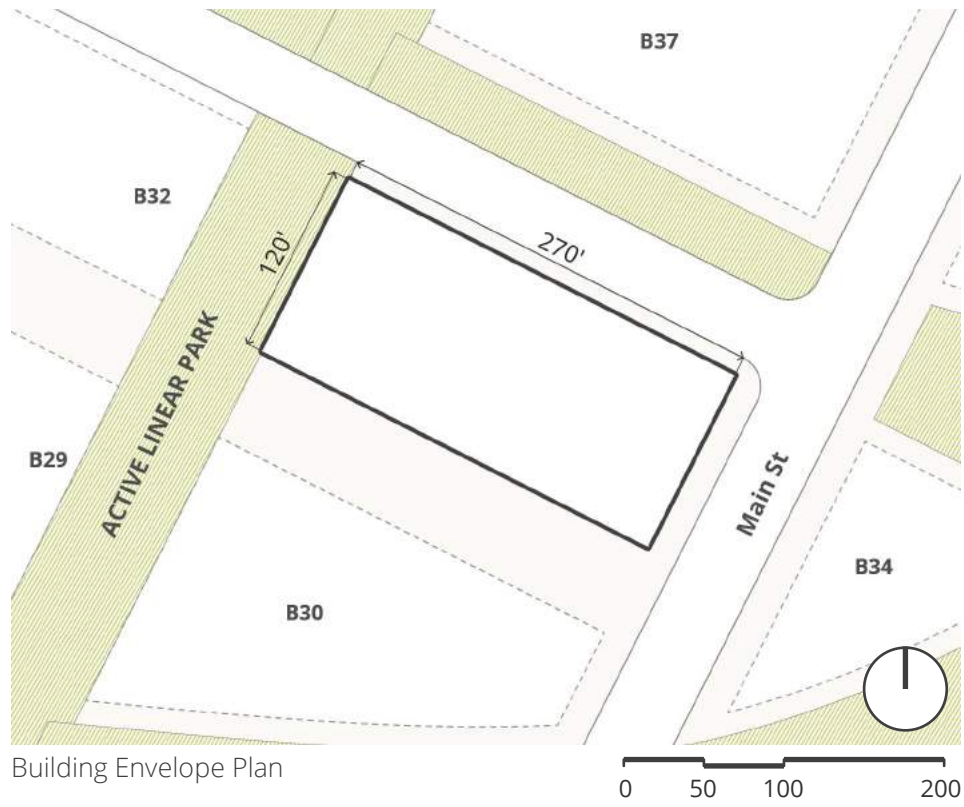 B37
B32
120'
270'
ACTIVE LINEAR PARK
B29
Main St
B34
B30
Building Envelope Plan
0 50 100 200